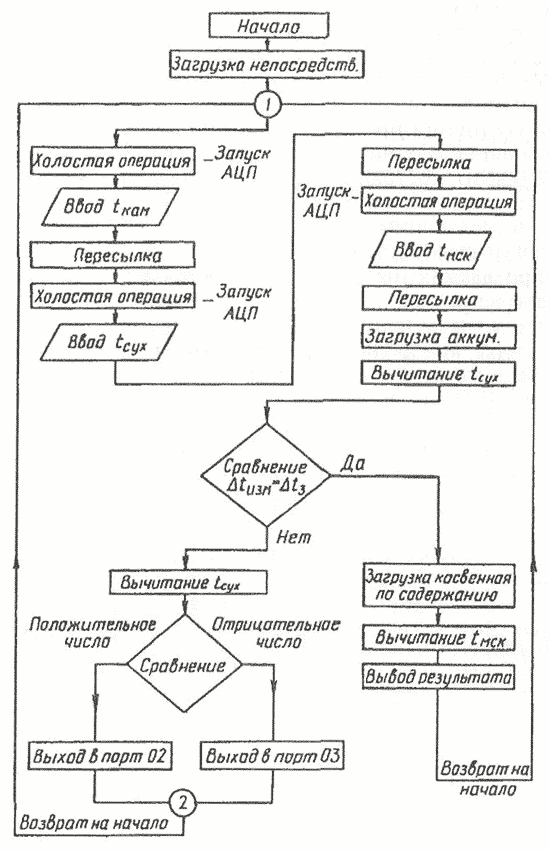 Начало
Загрузка непосредств.
1
Холостая операция
Запуск
АЦП
Ввод tкам
Пересылка
Холостая операция
Запуск
АЦП
Ввод tсух
Пересылка
Запуск
АЦП
Холостая операция
Ввод tмск
Пересылка
Загрузка аккум.
Вычитание tсух
Сравнение
Δtизм=Δtз
Да
Нет
Вычитание tсух
Положительное
число
Отрицательное
число
Сравнение
Выход в порт 02
Выход в порт 03
2
Возврат на начало
Загрузка косвенная
по содержанию
Вычитание tмск
Вывод результата
Возврат на
начало